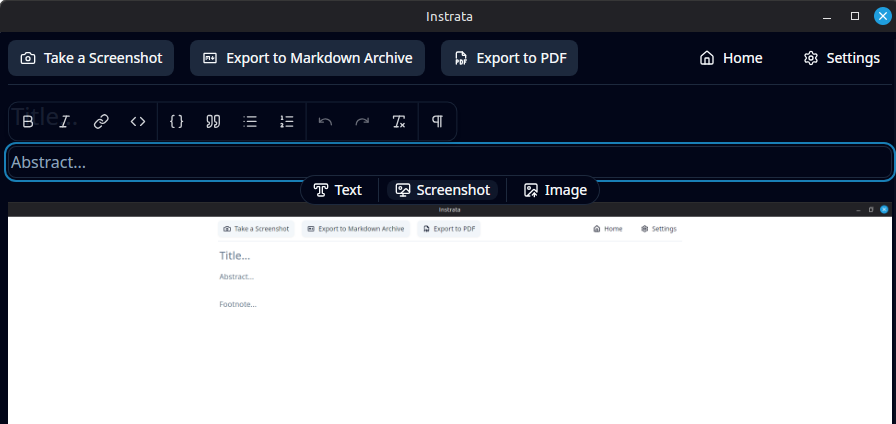 Instrata
Take a Screenshot Export to Markdown Archive Export to PDF Home Settings
Title...
Abstract...
Text Screenshot Image
Instrata
Take a Screenshot Export to Markdown Archive Export to PDF Home Settings
Title...
Abstract...
Footnote...